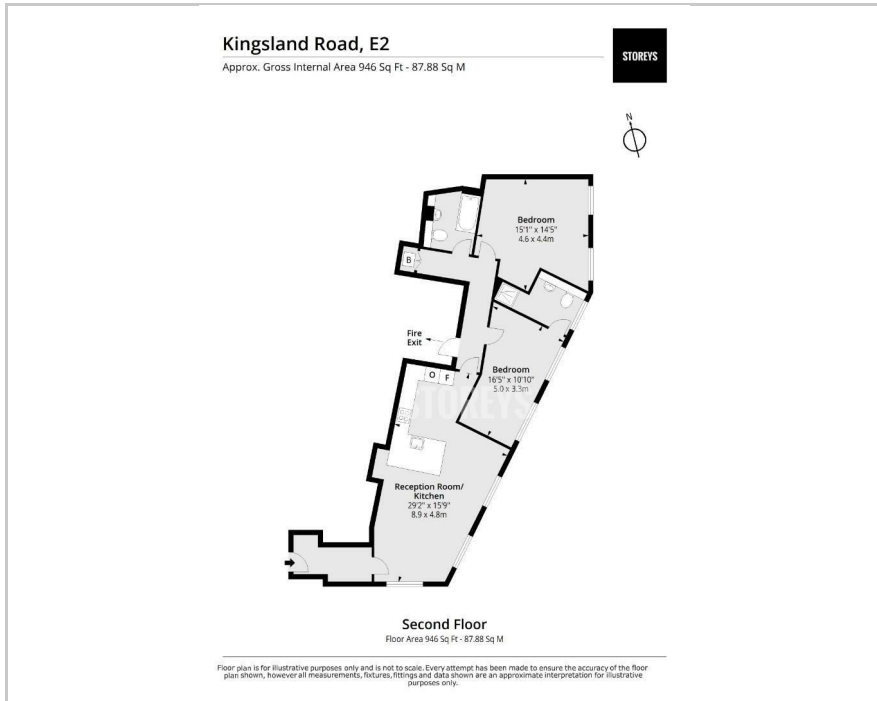 Kingsland Road, E2
Approx. Gross Internal Area 946 Sq Ft - 87.88 Sq M
STOREYS
N
Bedroom
15'1" x 14'5"
4.6 x 4.4m
B
Fire
Exit
Bedroom
16'5" x 10'10"
5.0 x 3.3m
O F
STOREYS
Reception Room/
Kitchen
29'2" x 15'9"
8.9 x 4.8m
Second Floor
Floor Area 946 Sq Ft - 87.88 Sq M
Floor plan is for illustrative purposes only and is not to scale. Every attempt has been made to ensure the accuracy of the floor
plan shown, however all measurements, fixtures, fittings and data shown are an approximate interpretation for illustrative
purposes only.